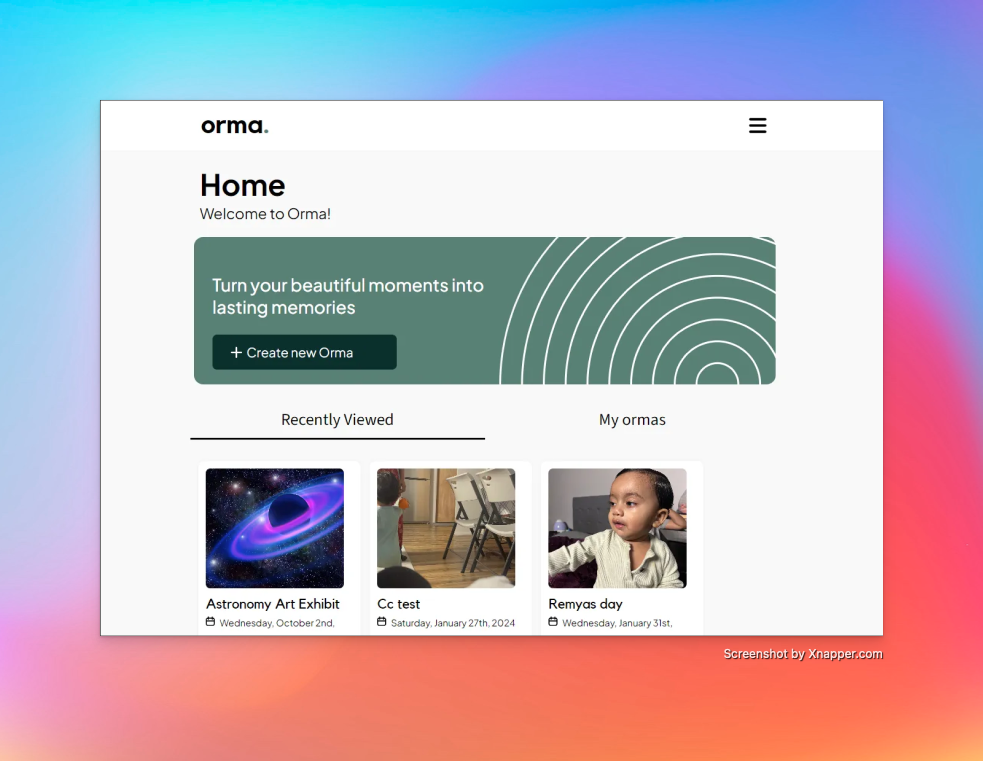 orma.
Home
Welcome to Orma!
Turn your beautiful moments into
lasting memories
+ Create new Orma
Recently Viewed
My ormas
Astronomy Art Exhibit
Wednesday, October 2nd,
Cc test
Saturday, January 27th, 2024
Remyas day
Wednesday, January 31st,
Screenshot by Xnapper.com